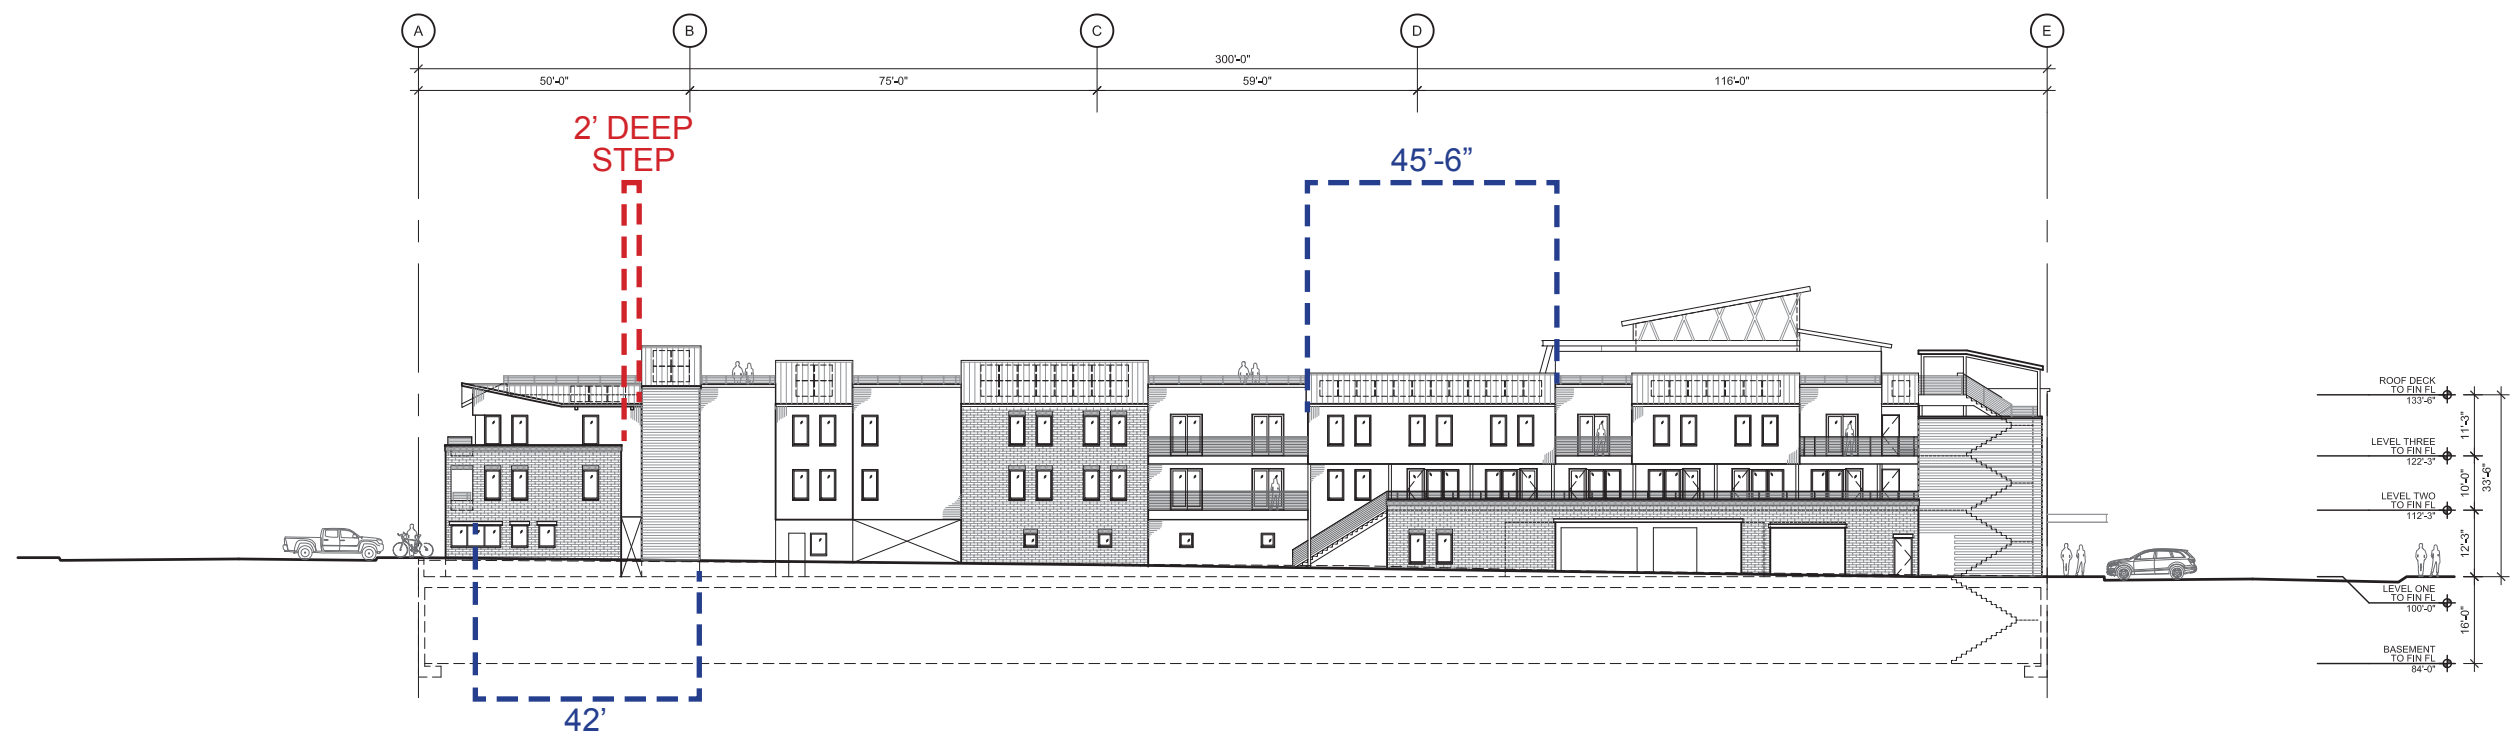 A
B
C
D
E
300'-0"
50'-0"
75'-0"
59'-0"
116'-0"
2’ DEEP
STEP
45’-6”
42’
ROOF DECK
TO FIN FL
133'-6"
LEVEL THREE
TO FIN FL
122'-3"
LEVEL TWO
TO FIN FL
112'-3"
LEVEL ONE
TO FIN FL
100'-0"
BASEMENT
TO FIN FL
84'-0"
11'-3"
10'-0"
12'-3"
16'-0"
33'-6"